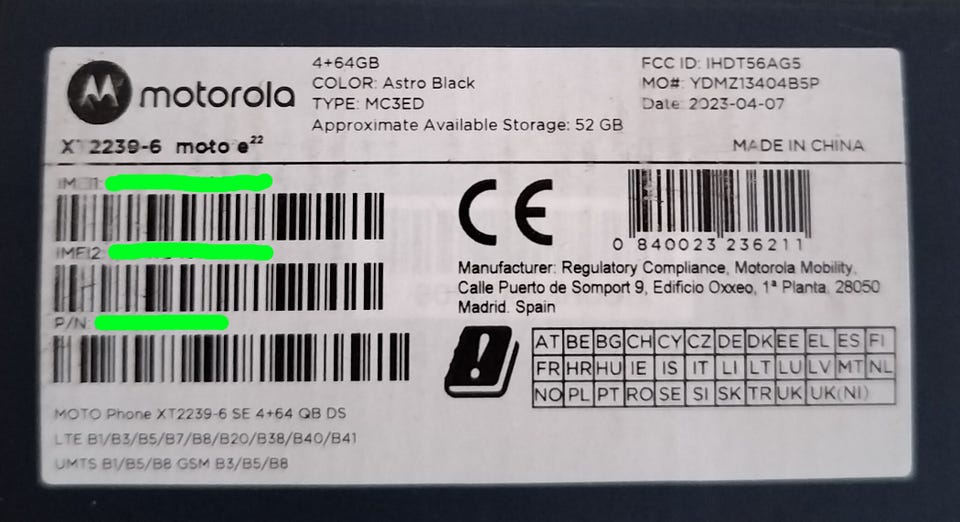 motorola
4+64GB
COLOR: Astro Black
TYPE: MC3ED
Approximate Available Storage: 52 GB
FCC ID: IHDT56AG5
MO#: YDMZ13404B5P
Date: 2023-04-07
XT2239-6 moto e²²
MADE IN CHINA
IMEI1:
IMEI2:
P/N:
CE
0 840023 236211
Manufacturer: Regulatory Compliance, Motorola Mobility,
Calle Puerto de Somport 9, Edificio Oxxeo, 1ª Planta, 28050
Madrid. Spain
!
AT BE BG CH CY CZ DE DK EE EL ES FI
FR HR HU IE IS IT LI LT LU LV MT NL
NO PL PT RO SE SI SK TR UK UK(NI)
MOTO Phone XT2239-6 SE 4+64 QB DS
LTE B1/B3/B5/B7/B8/B20/B38/B40/B41
UMTS B1/B5/B8 GSM B3/B5/B8